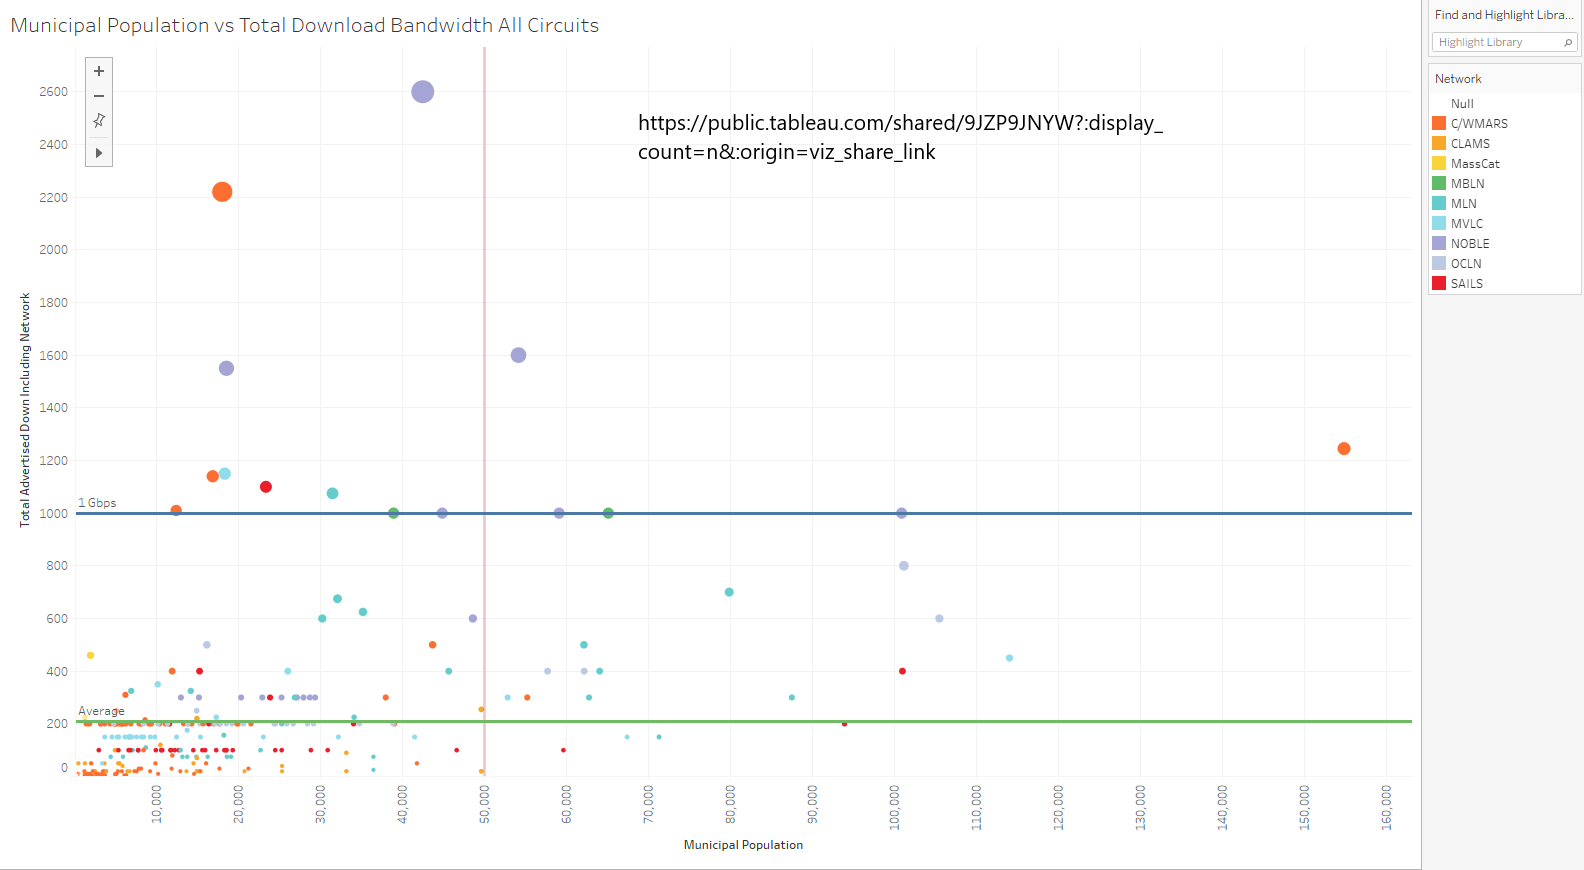 Municipal Population vs Total Download Bandwidth All Circuits
https://public.tableau.com/shared/9JZP9JNYW?:display_
count=n&:origin=viz_share_link
Total Advertised Down Including Network
2600
2400
2200
2000
1800
1600
1400
1200
1000
800
600
400
200
0
1 Gbps
Average
10,000
20,000
30,000
40,000
50,000
60,000
70,000
80,000
90,000
100,000
110,000
120,000
130,000
140,000
150,000
160,000
Municipal Population
Find and Highlight Libra...
Highlight Library
Network
Null
C/WMARS
CLAMS
MassCat
MBLN
MLN
MVLC
NOBLE
OCLN
SAILS